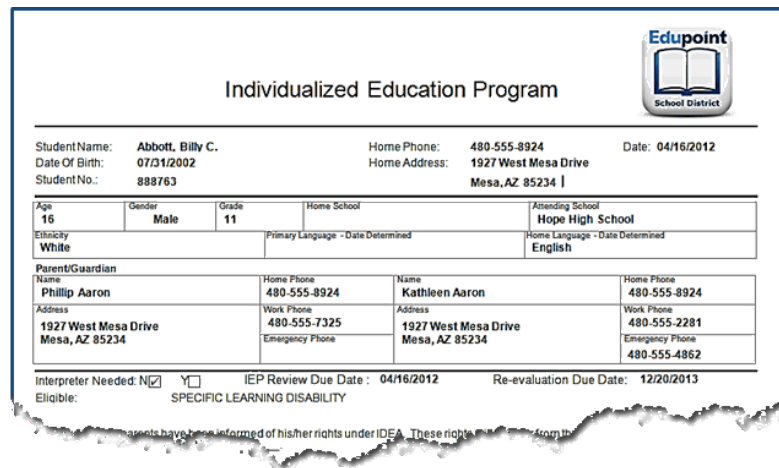 Edupoint
School District
Individualized Education Program
Student Name: Abbott, Billy C. Home Phone: 480-555-8924 Date: 04/16/2012
Date Of Birth: 07/31/2002 Home Address: 1927 West Mesa Drive
Student No.: 888763 Mesa, AZ 85234
Age Gender Grade Home School Attending School
16 Male 11 Hope High School
Ethnicity Primary Language - Date Determined Home Language - Date Determined
White English
Parent/Guardian
Name Home Phone Name Home Phone
Phillip Aaron 480-555-8924 Kathleen Aaron 480-555-8924
Address Work Phone Address Work Phone
1927 West Mesa Drive 480-555-7325 1927 West Mesa Drive 480-555-2281
Mesa, AZ 85234 Emergency Phone Mesa, AZ 85234 Emergency Phone
480-555-4862
Interpreter Needed: N☑ Y☐ IEP Review Due Date : 04/16/2012 Re-evaluation Due Date: 12/20/2013
Eligible: SPECIFIC LEARNING DISABILITY
parents have been informed of his/her rights under IDEA. These from